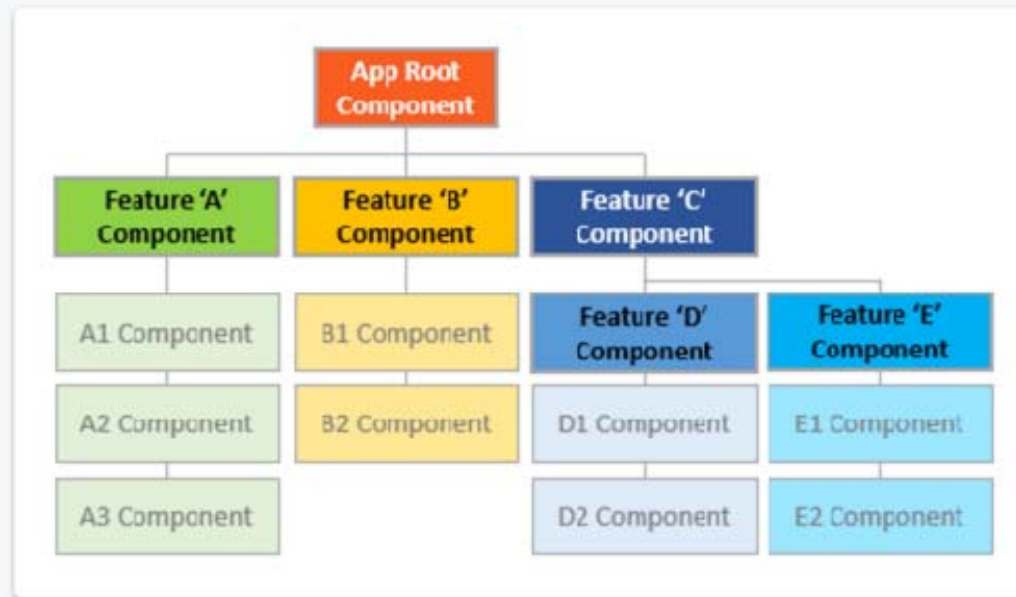 App Root
Component
Feature ‘A’
Component
Feature ‘B’
Component
Feature ‘C’
Component
A1 Component
B1 Component
Feature ‘D’
Component
Feature ‘E’
Component
A2 Component
B2 Component
D1 Component
E1 Component
A3 Component
D2 Component
E2 Component